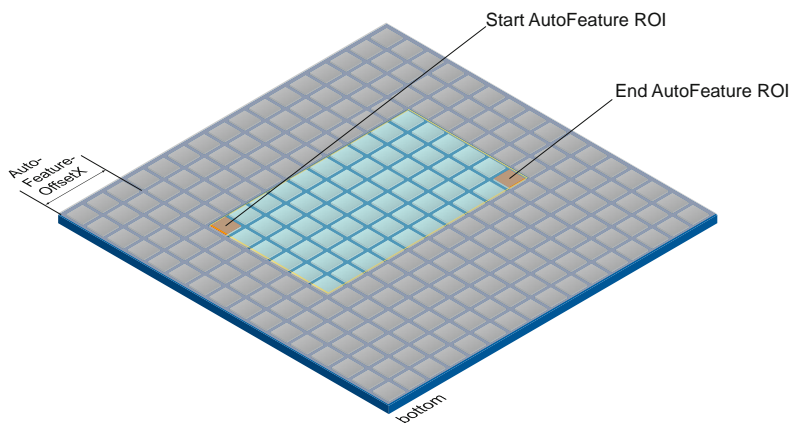 Start AutoFeature ROI
End AutoFeature ROI
Auto-
Feature-
OffsetX
bottom